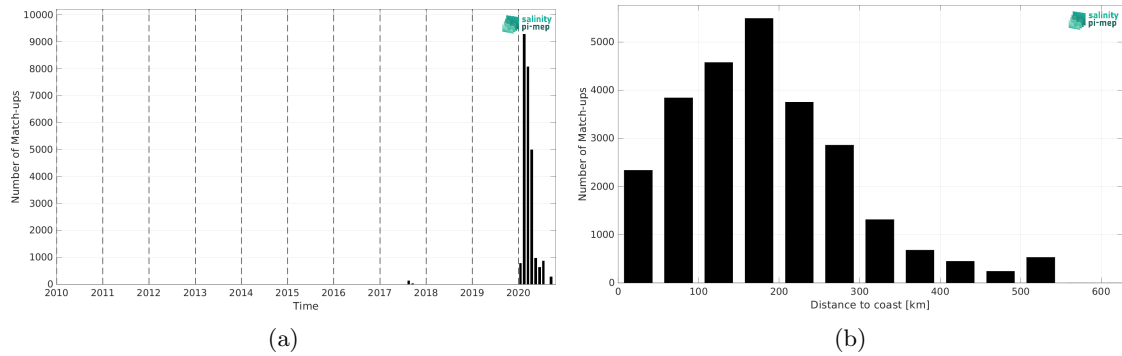 10000
9000
8000
7000
6000
5000
4000
3000
2000
1000
0
Number of Match-ups
2010 2011 2012 2013 2014 2015 2016 2017 2018 2019 2020
Time
salinity
pi-mep
(a)
5000
4000
3000
2000
1000
0
Number of Match-ups
0 100 200 300 400 500 600
Distance to coast [km]
salinity
pi-mep
(b)